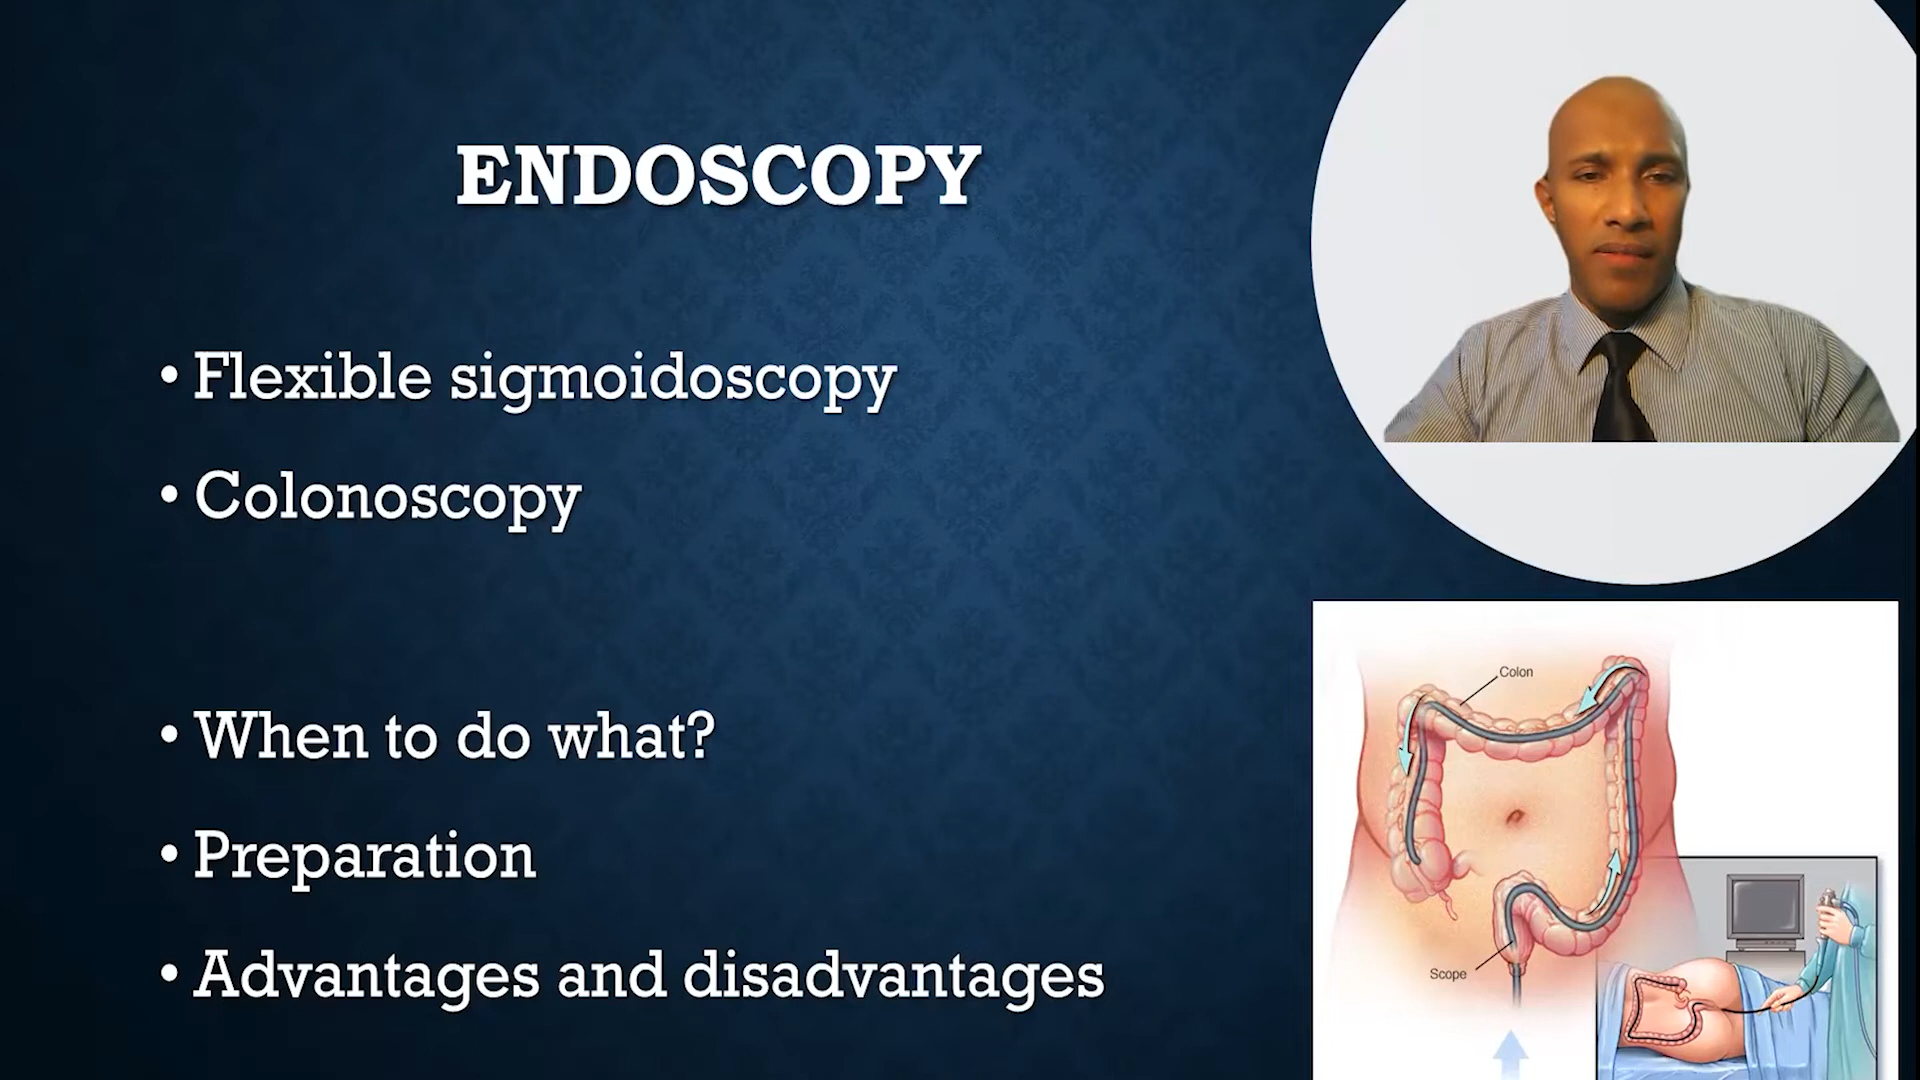 ENDOSCOPY
• Flexible sigmoidoscopy
• Colonoscopy
• When to do what?
• Preparation
• Advantages and disadvantages
Colon
Scope